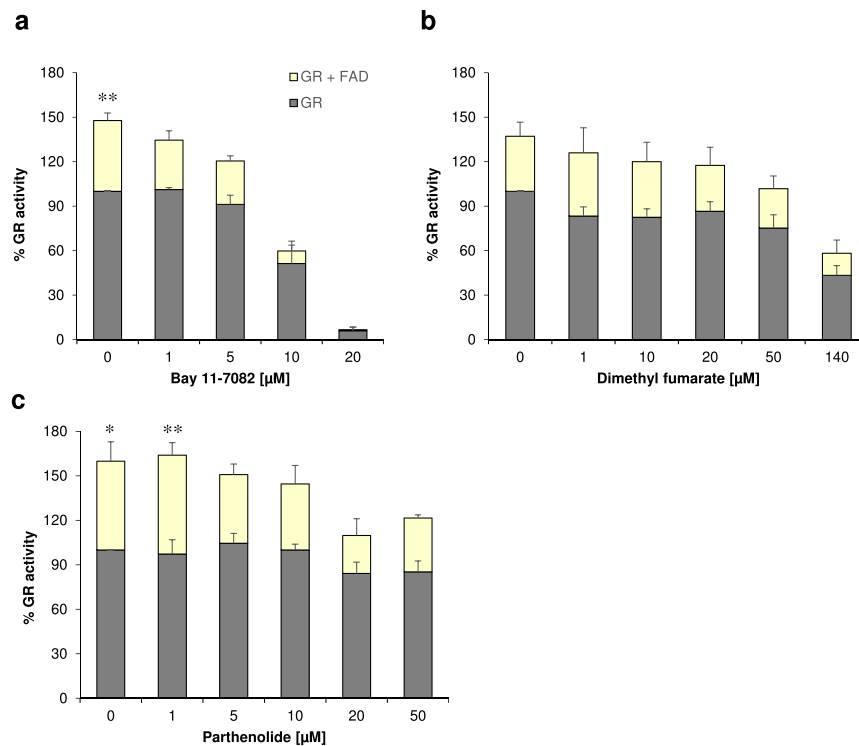 a
180
150
120
90
60
30
0
% GR activity
**
GR + FAD
GR
0 1 5 10 20
Bay 11-7082 [µM]
b
180
150
120
90
60
30
0
% GR activity
0 1 10 20 50 140
Dimethyl fumarate [µM]
c
180
150
120
90
60
30
0
% GR activity
* **
0 1 5 10 20 50
Parthenolide [µM]